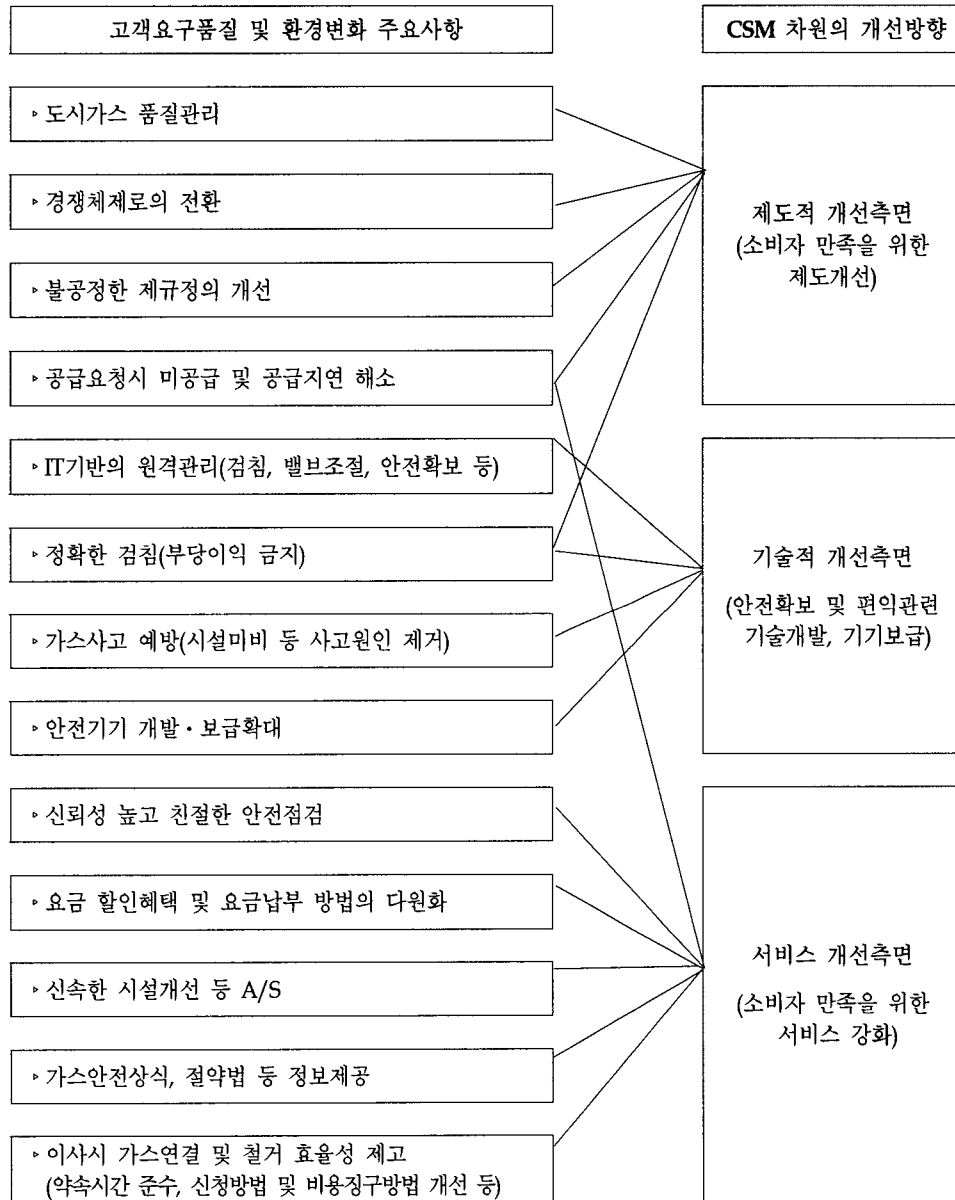 고객요구품질 및 환경변화 주요사항
▹도시가스 품질관리
▹경쟁체제로의 전환
▹불공정한 제규정의 개선
▹공급요청시 미공급 및 공급지연 해소
▹IT기반의 원격관리(검침, 밸브조절, 안전확보 등)
▹정확한 검침(부당이익 금지)
▹가스사고 예방(시설미비 등 사고원인 제거)
▹안전기기 개발·보급확대
▹신뢰성 높고 친절한 안전점검
▹요금 할인혜택 및 요금납부 방법의 다원화
▹신속한 시설개선 등 A/S
▹가스안전상식, 절약법 등 정보제공
▹이사시 가스연결 및 철거 효율성 제고
(약속시간 준수, 신청방법 및 비용징구방법 개선 등)
CSM 차원의 개선방향
제도적 개선측면
(소비자 만족을 위한
제도개선)
기술적 개선측면
(안전확보 및 편익관련
기술개발, 기기보급)
서비스 개선측면
(소비자 만족을 위한
서비스 강화)